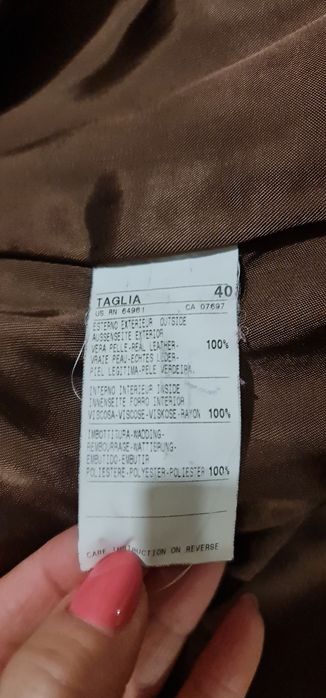 TAGLIA 40
US RN 64961 CA 07697
ESTERNO EXTERIEUR OUTSIDE
AUSSENSEITE EXTERIOR
VERA PELLE-REAL LEATHER- 100%
VRAIE PEAU-ECHTES LEDER-
PIEL LEGITIMA-PELE VERDEIRA.
INTERNO INTERIEUR INSIDE
INNENSEITE FORRO INTERIOR
VISCOSA-VISCOSE-VISKOSE-RAYON 100%
IMBOTTITURA-WADDING-
REMBOURRAGE-WATTIERUNG-
EMBUTIDO-EMBUTIR
POLIESTERE-POLYESTER-POLIESTER 100%
CARE INSTRUCTION ON REVERSE